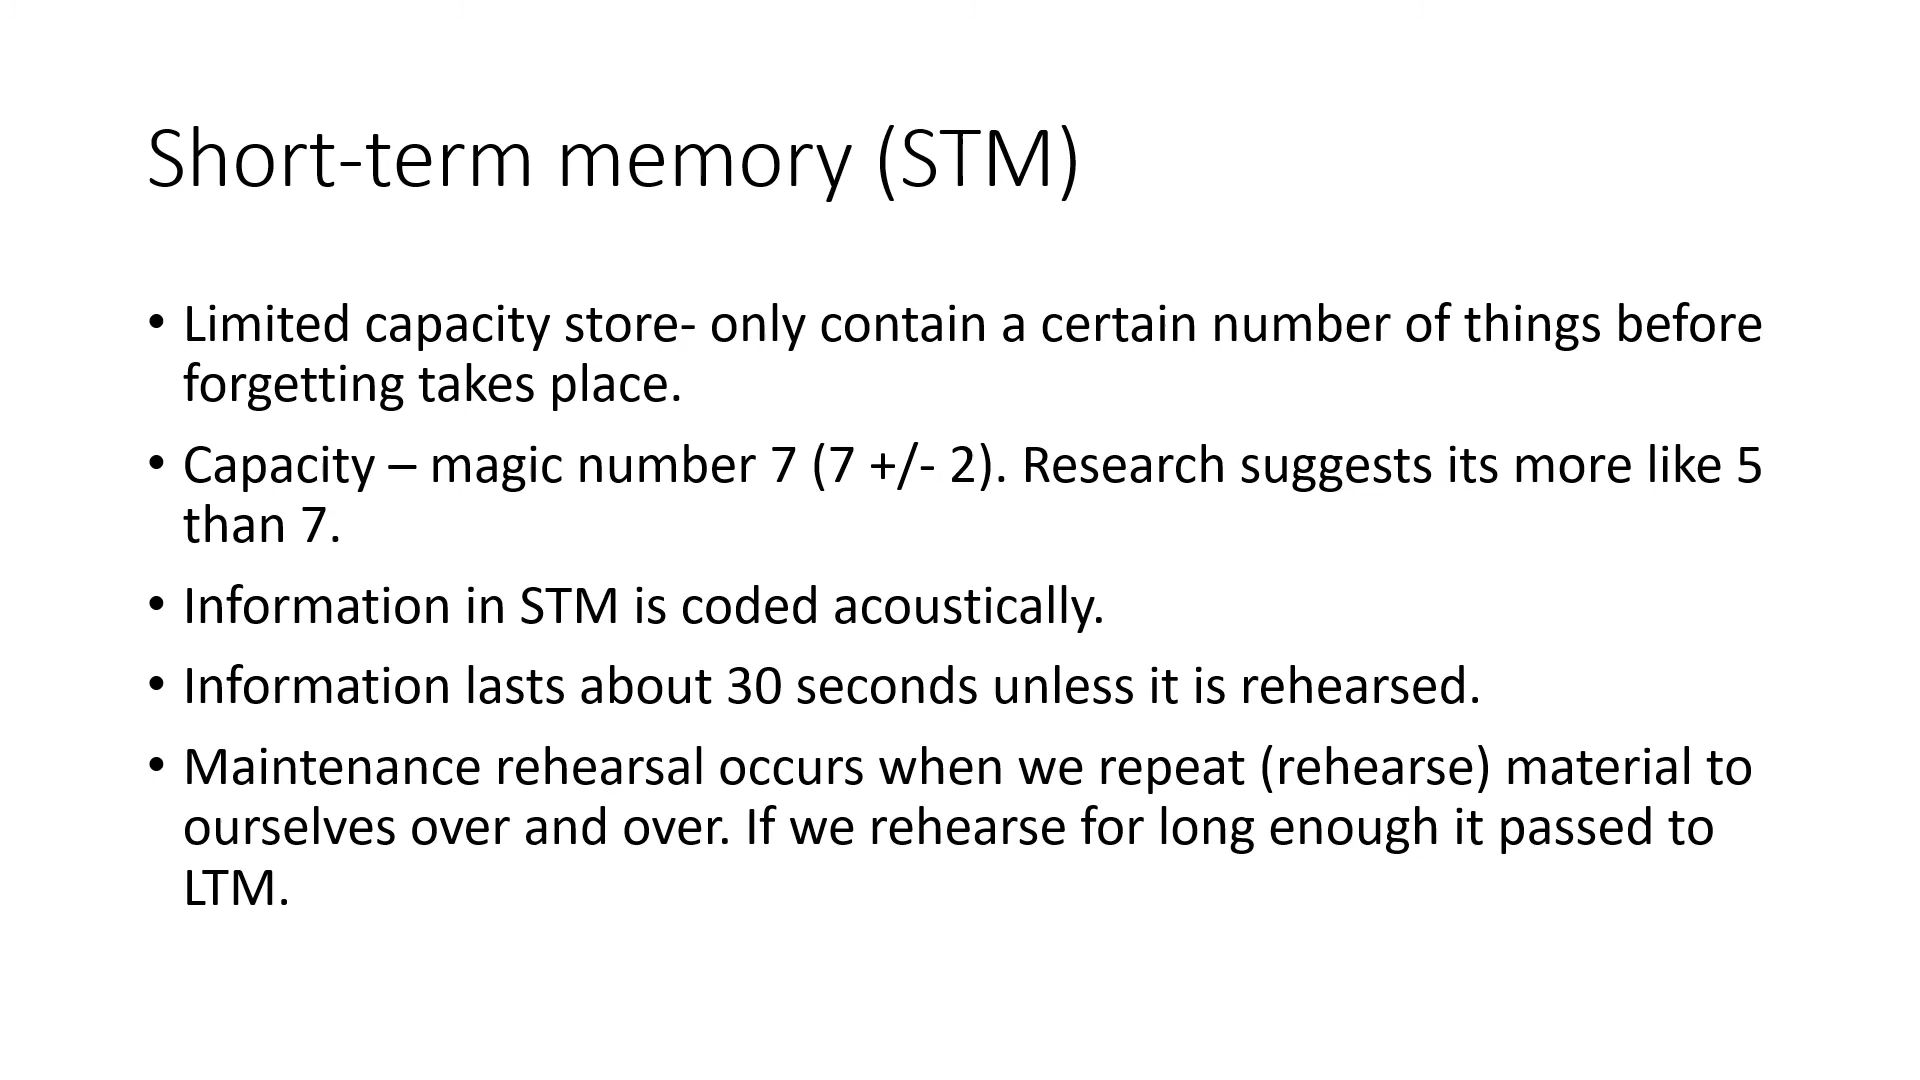 Short-term memory (STM)
• Limited capacity store- only contain a certain number of things before
forgetting takes place.
• Capacity – magic number 7 (7 +/- 2). Research suggests its more like 5
than 7.
• Information in STM is coded acoustically.
• Information lasts about 30 seconds unless it is rehearsed.
• Maintenance rehearsal occurs when we repeat (rehearse) material to
ourselves over and over. If we rehearse for long enough it passed to
LTM.